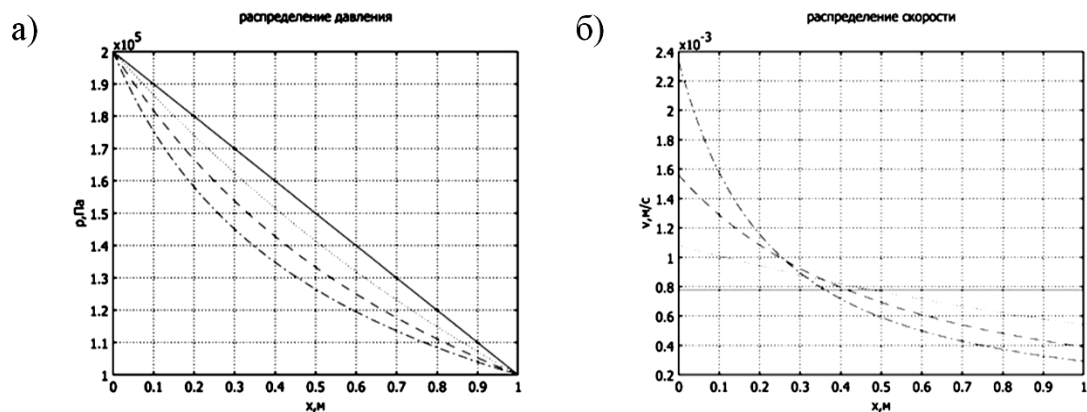 а)
распределение давления
x10⁵
2
1.9
1.8
1.7
1.6
1.5
1.4
1.3
1.2
1.1
1
p,Па
0 0.1 0.2 0.3 0.4 0.5 0.6 0.7 0.8 0.9 1
x,м
б)
распределение скорости
x10⁻³
2.4
2.2
2.0
1.8
1.6
1.4
1.2
1.0
0.8
0.6
0.4
0.2
v,м/с
0 0.1 0.2 0.3 0.4 0.5 0.6 0.7 0.8 0.9 1
x,м